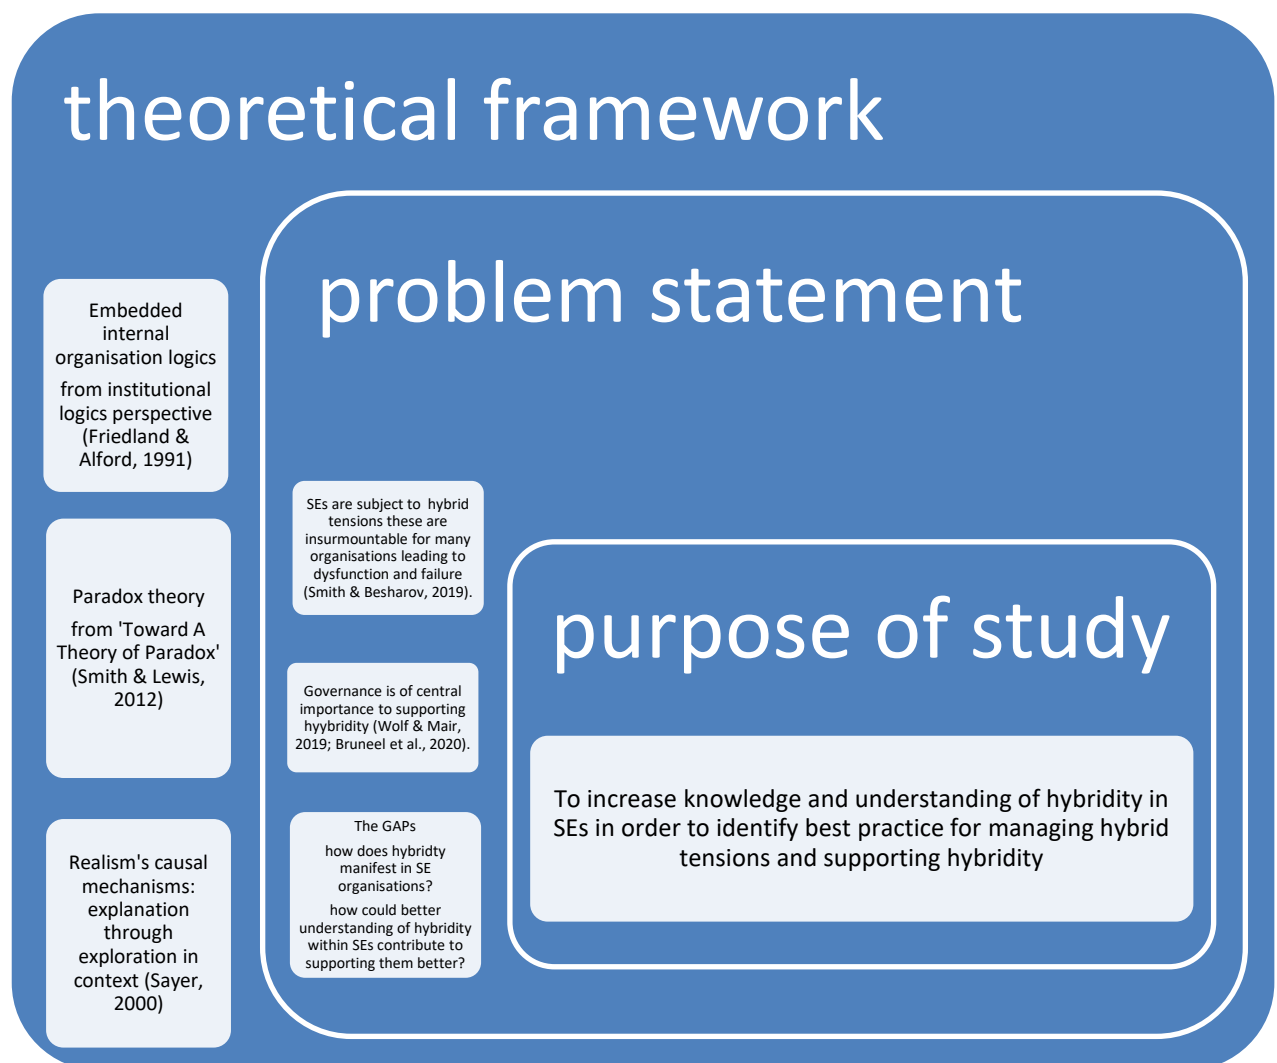 theoretical framework
Embedded
internal
organisation logics
from institutional
logics perspective
(Friedland &
Alford, 1991)
Paradox theory
from 'Toward A
Theory of Paradox'
(Smith & Lewis,
2012)
Realism's causal
mechanisms:
explanation
through
exploration in
context (Sayer,
2000)
problem statement
SEs are subject to  hybrid
tensions these are
insurmountable for many
organisations leading to
dysfunction and failure
(Smith & Besharov, 2019).
Governance is of central
importance to supporting
hyybridity (Wolf & Mair,
2019; Bruneel et al., 2020).
The GAPs
how does hybridty
manifest in SE
organisations?
how could better
understanding of hybridity
within SEs contribute to
supporting them better?
purpose of study
To increase knowledge and understanding of hybridity in
SEs in order to identify best practice for managing hybrid
tensions and supporting hybridity